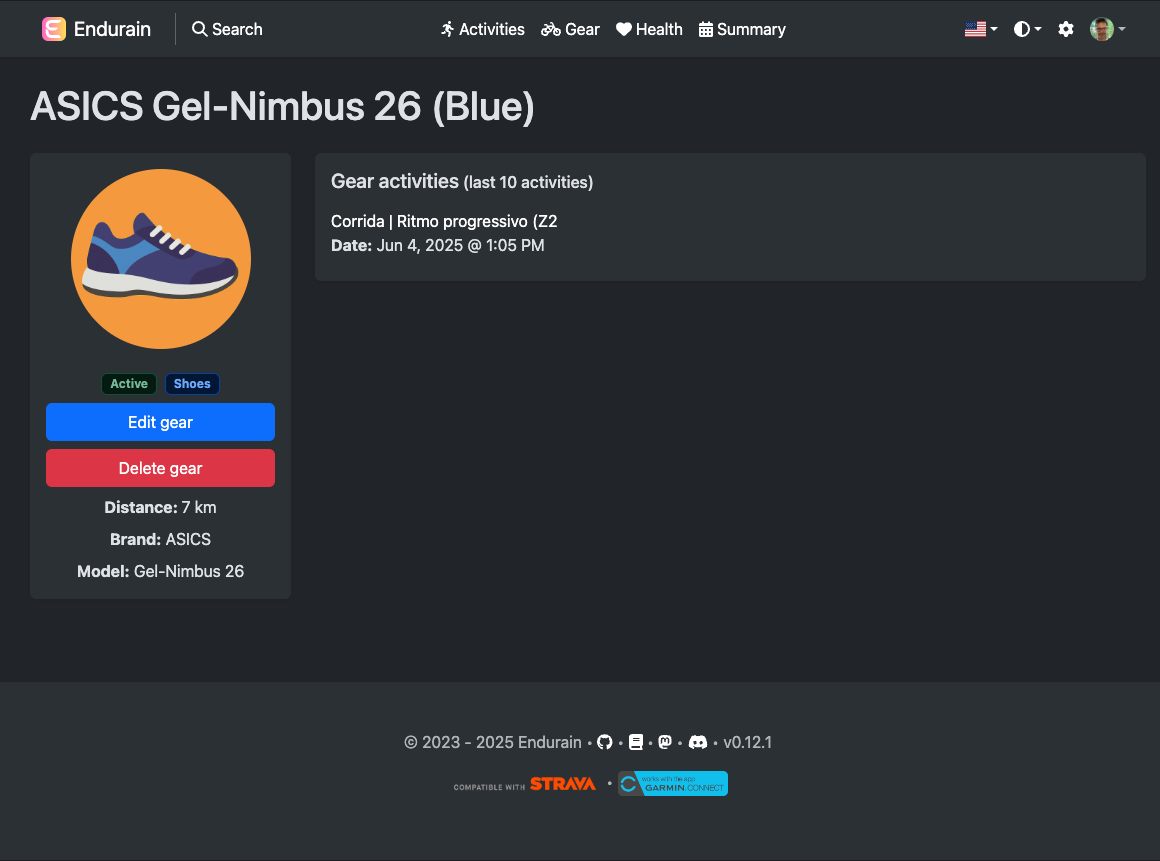 Endurain
Search
Activities
Gear
Health
Summary
ASICS Gel-Nimbus 26 (Blue)
Active
Shoes
Edit gear
Delete gear
Distance: 7 km
Brand: ASICS
Model: Gel-Nimbus 26
Gear activities (last 10 activities)
Corrida | Ritmo progressivo (Z2
Date: Jun 4, 2025 @ 1:05 PM
© 2023 - 2025 Endurain • • • • • v0.12.1
COMPATIBLE WITH STRAVA • works with the app
GARMIN.CONNECT